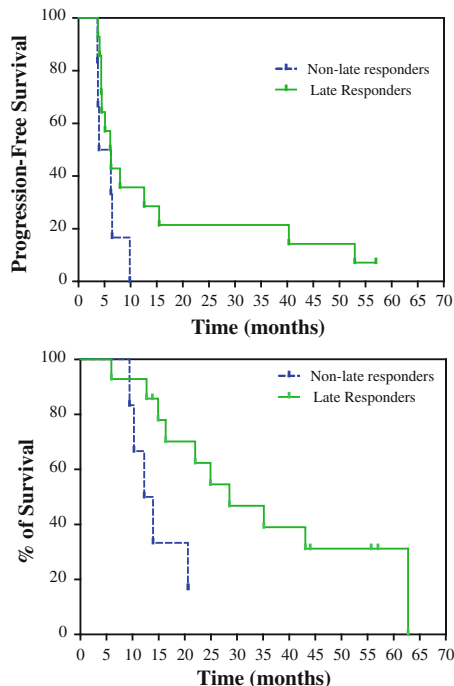 Progression-Free Survival
100
80
60
40
20
0
Non-late responders
Late Responders
0 5 10 15 20 25 30 35 40 45 50 55 60 65 70
Time (months)
% of Survival
100
80
60
40
20
0
Non-late responders
Late Responders
0 5 10 15 20 25 30 35 40 45 50 55 60 65 70
Time (months)